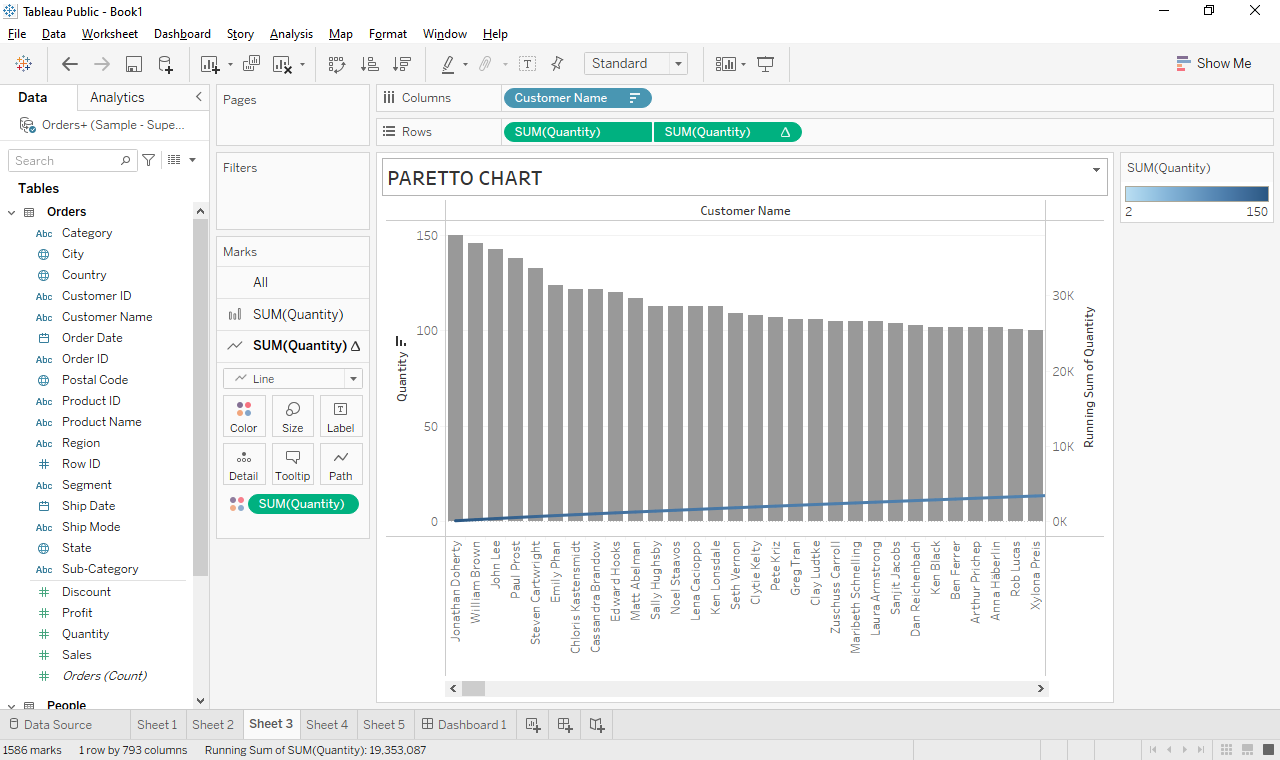 Tableau Public - Book1
File Data Worksheet Dashboard Story Analysis Map Format Window Help
Standard
Show Me
Data Analytics
Orders+ (Sample - Supe...
Search
Tables
Orders
Abc Category
City
Country
Abc Customer ID
Abc Customer Name
Order Date
Abc Order ID
Postal Code
Abc Product ID
Abc Product Name
Abc Region
Row ID
Abc Segment
Ship Date
Abc Ship Mode
State
Abc Sub-Category
Discount
Profit
Quantity
Sales
Orders (Count)
People
Pages
Filters
Marks
All
SUM(Quantity)
SUM(Quantity) Δ
Line
Color Size Label
Detail Tooltip Path
SUM(Quantity)
Columns Customer Name
Rows SUM(Quantity) SUM(Quantity) Δ
PARETTO CHART
Customer Name
150
100
50
0
Quantity
30K
20K
10K
0K
Running Sum of Quantity
Jonathan Doherty
William Brown
John Lee
Paul Prost
Steven Cartwright
Emily Phan
Chloris Kastensmidt
Cassandra Brandow
Edward Hooks
Matt Abelman
Sally Hughsby
Noel Staavos
Lena Cacioppo
Ken Lonsdale
Seth Vernon
Clytie Kelty
Pete Kriz
Greg Tran
Clay Ludtke
Zuschuss Carroll
Maribeth Schnelling
Laura Armstrong
Sanjit Jacobs
Dan Reichenbach
Ken Black
Ben Ferrer
Arthur Prichep
Anna Häberlin
Rob Lucas
Xylona Preis
SUM(Quantity)
2 150
Data Source Sheet 1 Sheet 2 Sheet 3 Sheet 4 Sheet 5 Dashboard 1
1586 marks 1 row by 793 columns Running Sum of SUM(Quantity): 19,353,087